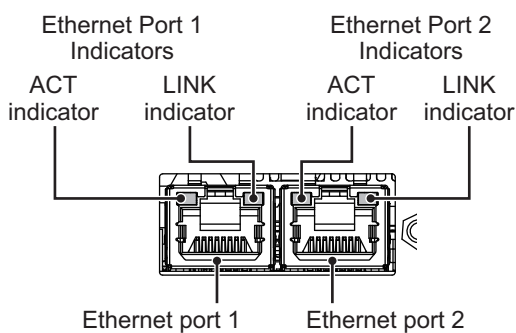 Ethernet Port 1
Indicators
Ethernet Port 2
Indicators
ACT
indicator
LINK
indicator
ACT
indicator
LINK
indicator
Ethernet port 1
Ethernet port 2